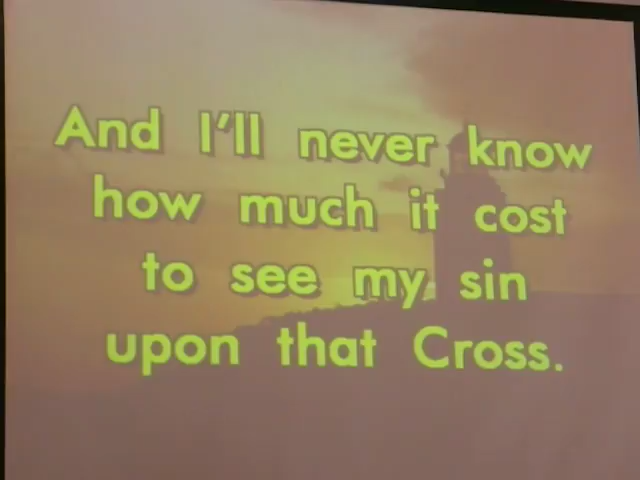 And I'll never know
how much it cost
to see my sin
upon that Cross.